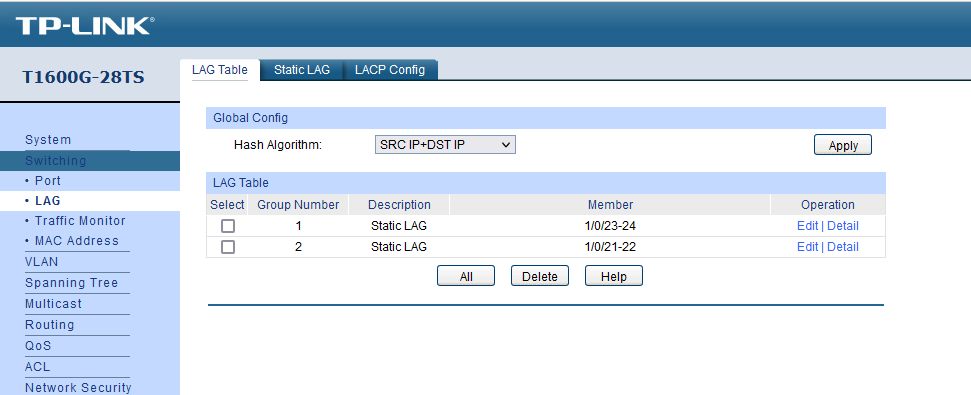 TP-LINK®
T1600G-28TS
LAG Table Static LAG LACP Config
System
Switching
• Port
• LAG
• Traffic Monitor
• MAC Address
VLAN
Spanning Tree
Multicast
Routing
QoS
ACL
Network Security
Global Config
Hash Algorithm: SRC IP+DST IP Apply
LAG Table
Select Group Number Description Member Operation
1 Static LAG 1/0/23-24 Edit | Detail
2 Static LAG 1/0/21-22 Edit | Detail
All Delete Help